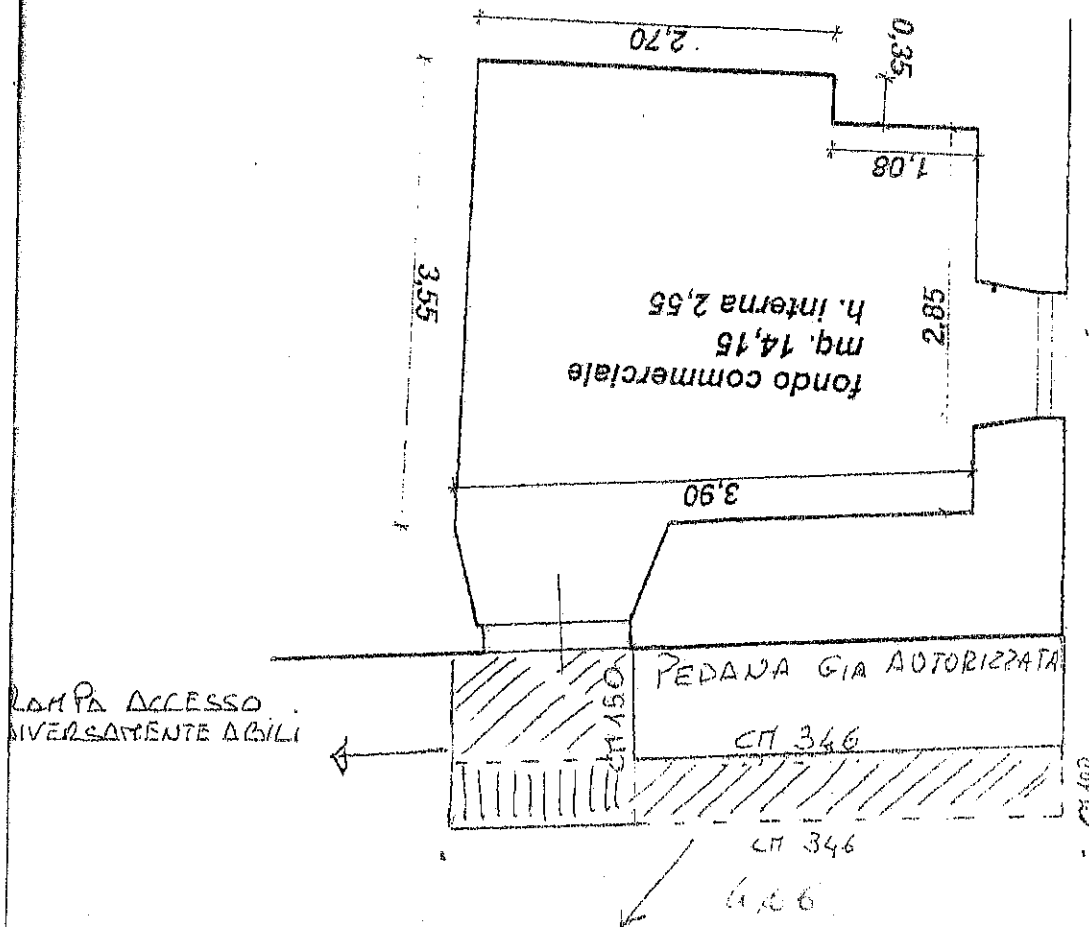 2,70
0,35
1,08
3,55
fondo commerciale
mq. 14,15
h. interna 2,55
2,85
3,90
RAMPA ACCESSO
DIVERSAMENTE ABILI
CM 150
PEDANA GIA AUTORIZZATA
CM 346
CM 346